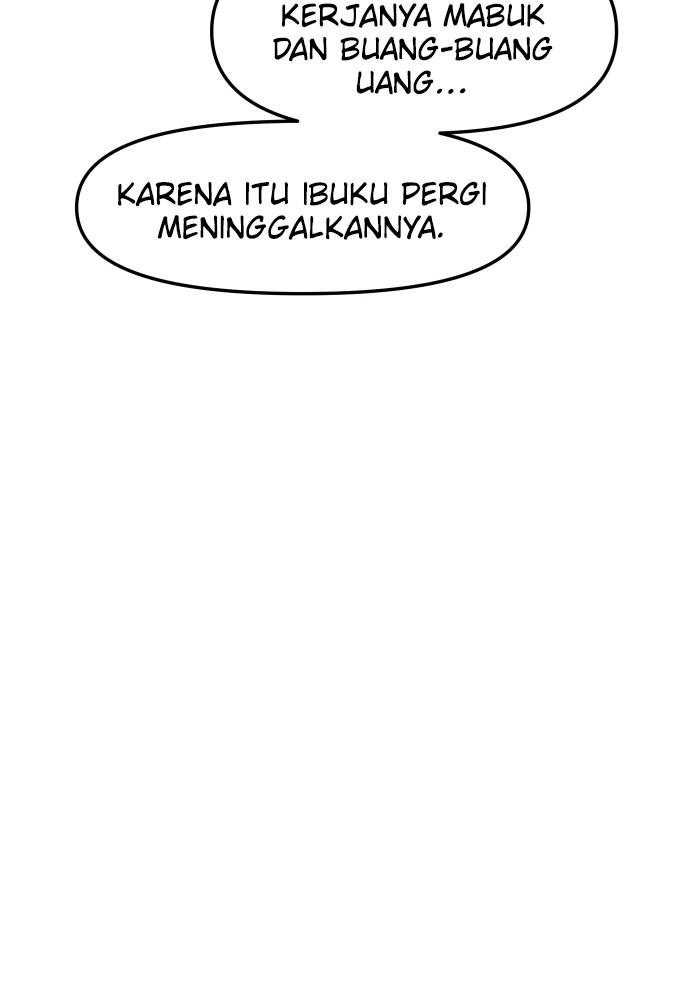 KERJANYA MABUK
DAN BUANG-BUANG
UANG...
KARENA ITU IBUKU PERGI
MENINGGALKANNYA.